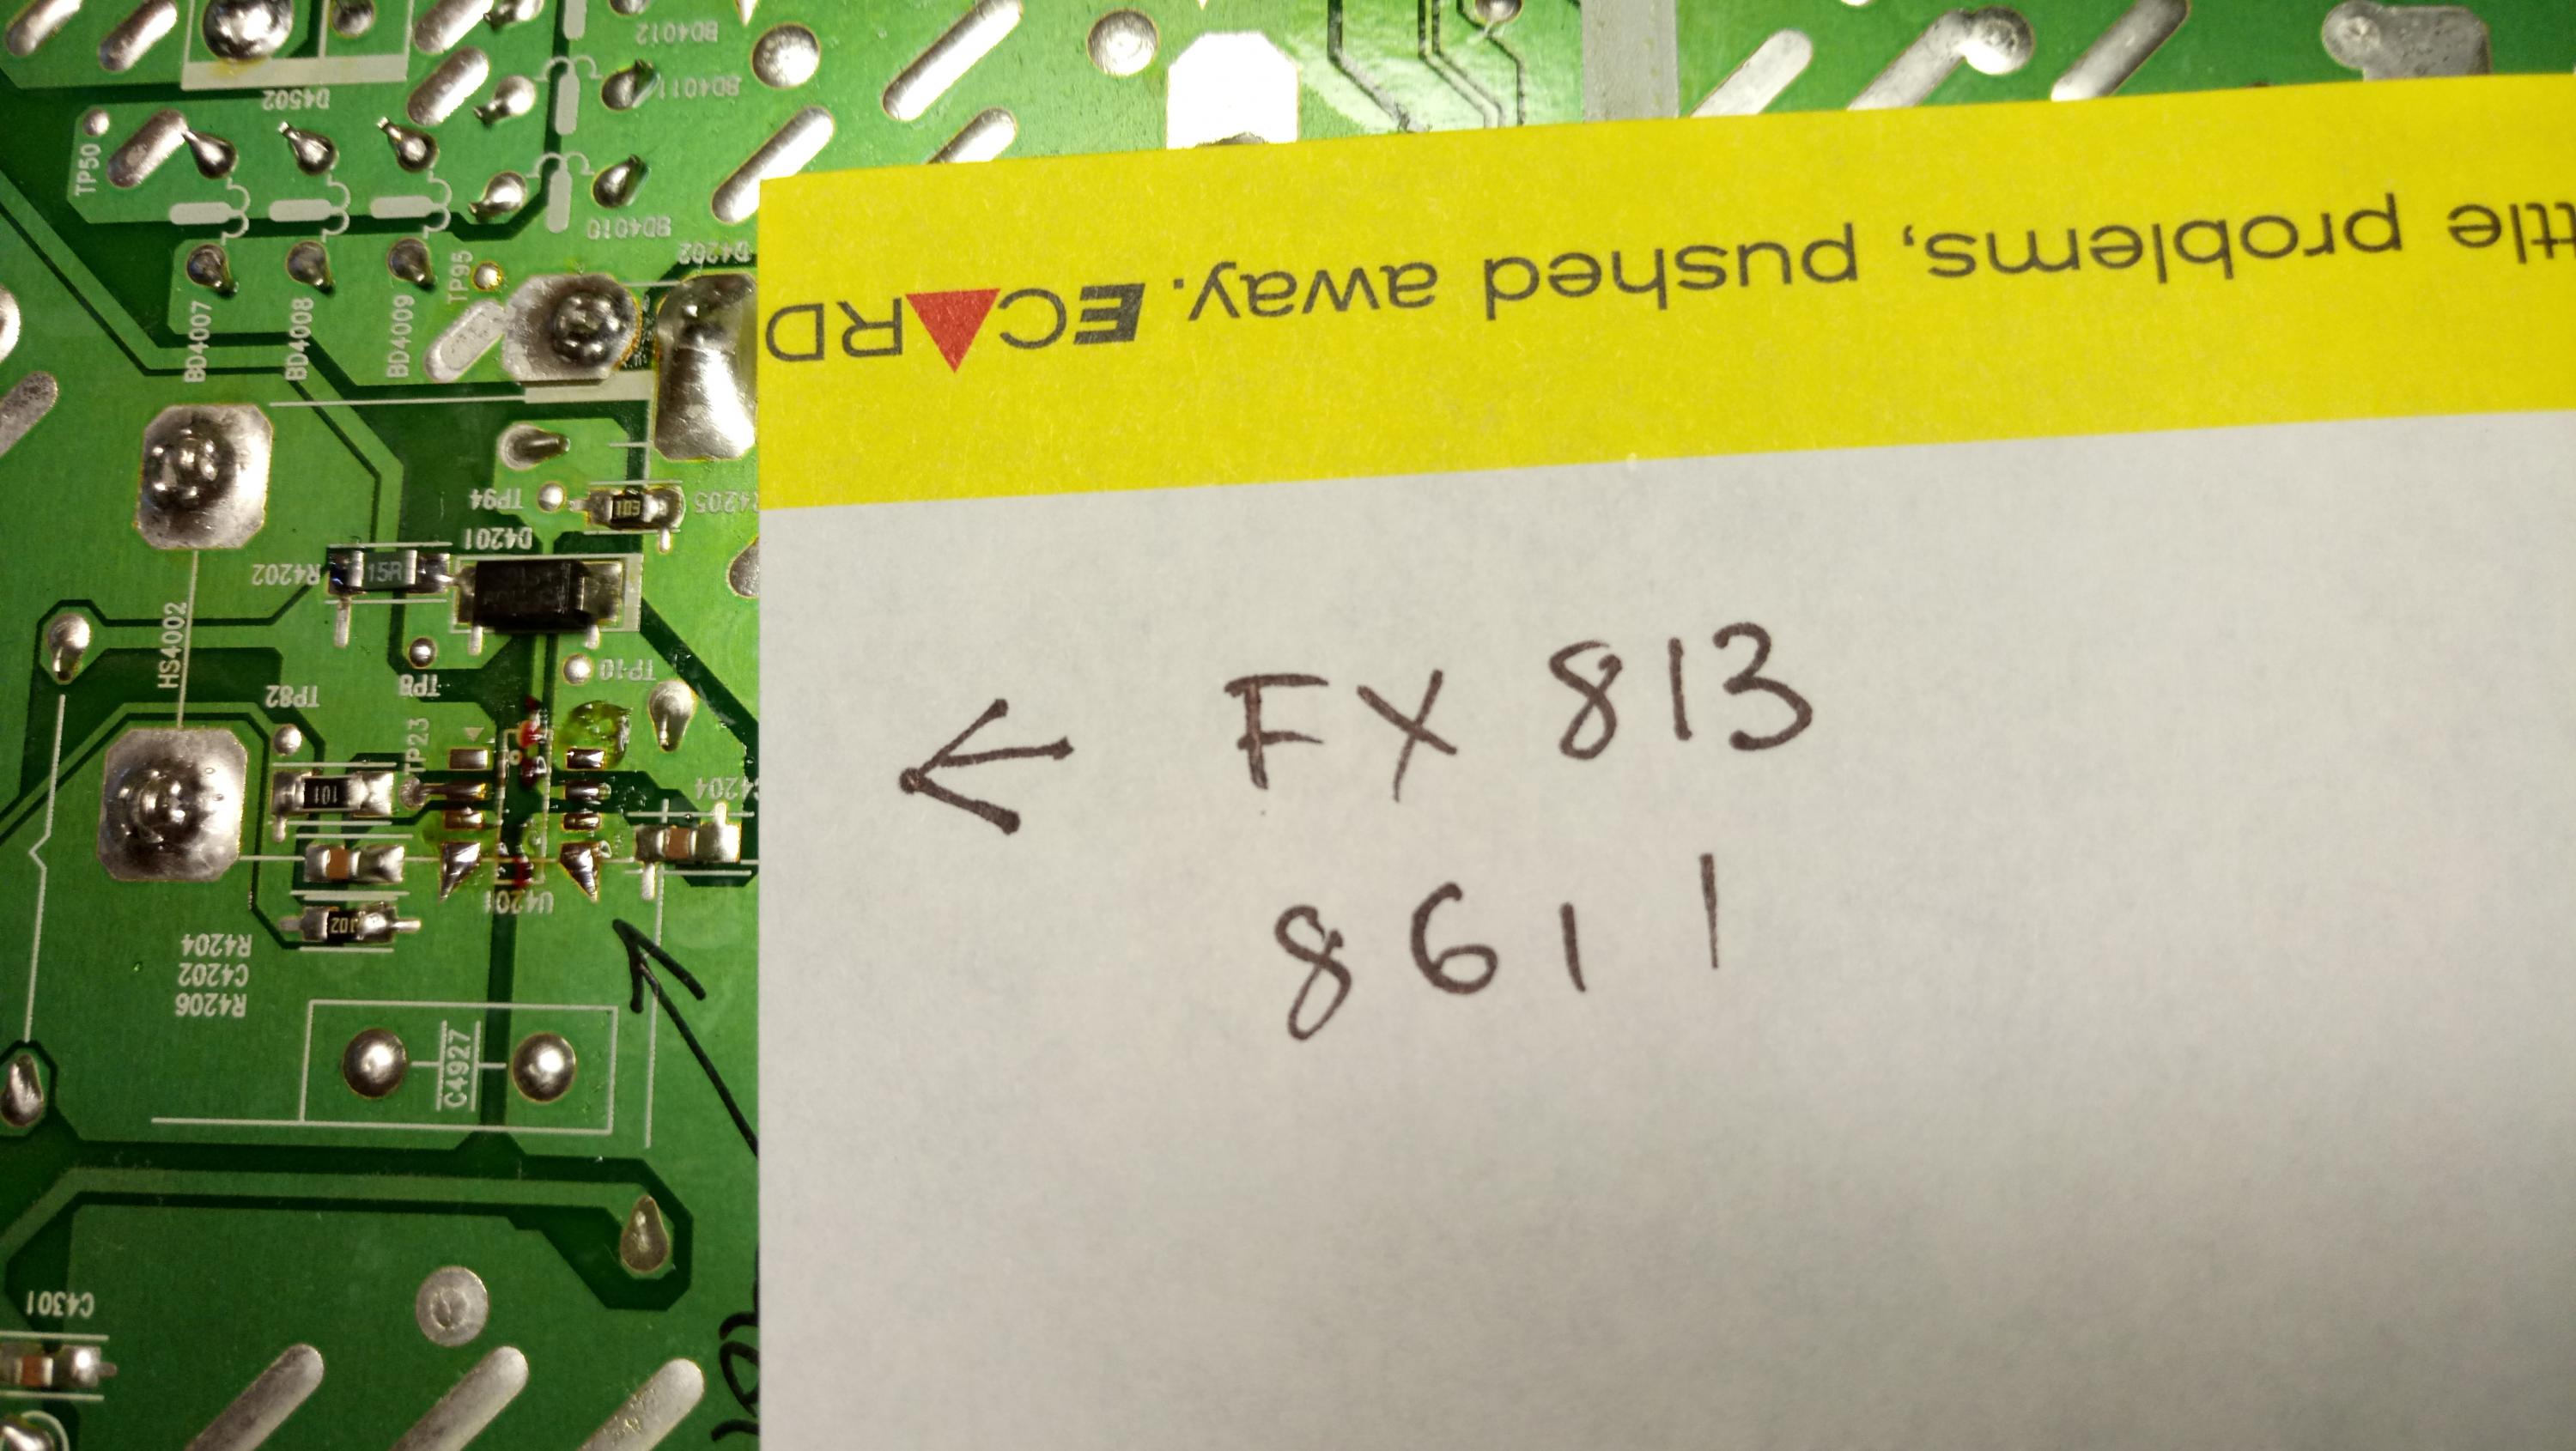 BD4012
BD4011
D4502
TP50
BD4010
D4202
TP95
BD4007
BD4008
BD4009
ttle problems, pushed away. ECARD
TP94
R4205
D4201
R4202
15R
HS4002
TP8
TP10
TP82
TP23
101
C4204
FX 813
8611
U4201
R4204
C4202
R4206
C4927
C4301